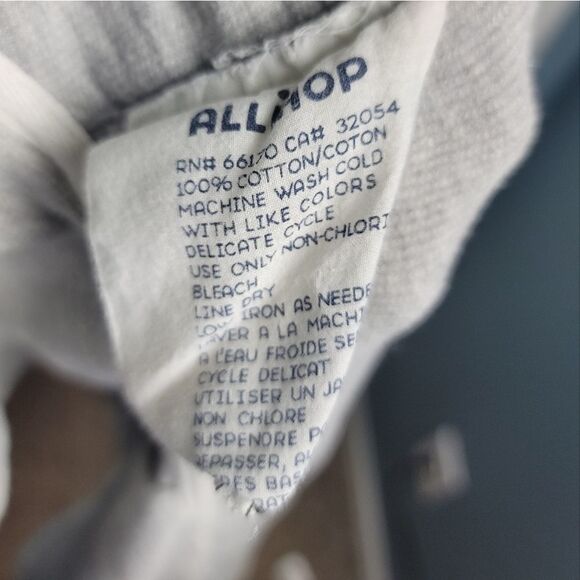 RN# 66170 CA# 32054
100% COTTON/COTON
MACHINE WASH COLD
WITH LIKE COLORS
DELICATE CYCLE
USE ONLY NON-CHLORI
BLEACH
LINE DRY
LOW IRON AS NEEDE
LAVER A LA MACHI
A L'EAU FROIDE SE
CYCLE DELICAT
UTILISER UN JA
NON CHLORE
SUSPENDRE
REPASSER,
BAS